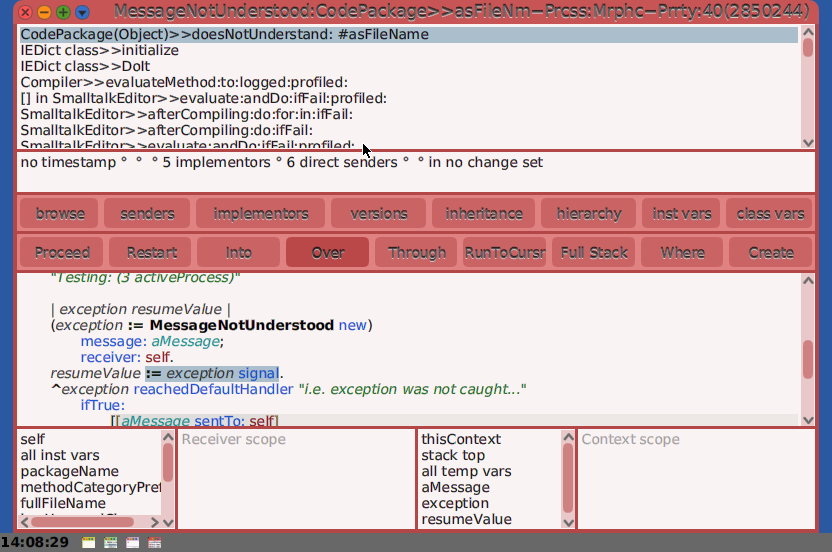 MessageNotUnderstood:CodePackage>>asFileNm−Prcss:Mrphc−Prrty:40(2850244)
CodePackage(Object)>>doesNotUnderstand: #asFileName
IEDict class>>initialize
IEDict class>>DoIt
Compiler>>evaluateMethod:to:logged:profiled:
[] in SmalltalkEditor>>evaluate:andDo:ifFail:profiled:
SmalltalkEditor>>afterCompiling:do:for:in:ifFail:
SmalltalkEditor>>afterCompiling:do:ifFail:
SmalltalkEditor>>evaluate:andDo:ifFail:profiled:
no timestamp ° ° ° 5 implementors ° 6 direct senders ° ° in no change set
browse senders implementors versions inheritance hierarchy inst vars class vars
Proceed Restart Into Over Through RunToCursr Full Stack Where Create
"Testing: (3 activeProcess)"
| exception resumeValue |
(exception := MessageNotUnderstood new)
message: aMessage;
receiver: self.
resumeValue := exception signal.
^exception reachedDefaultHandler "i.e. exception was not caught..."
ifTrue:
[[aMessage sentTo: self]
self
all inst vars
packageName
methodCategoryPref
fullFileName
Receiver scope
thisContext
stack top
all temp vars
aMessage
exception
resumeValue
Context scope
14:08:29